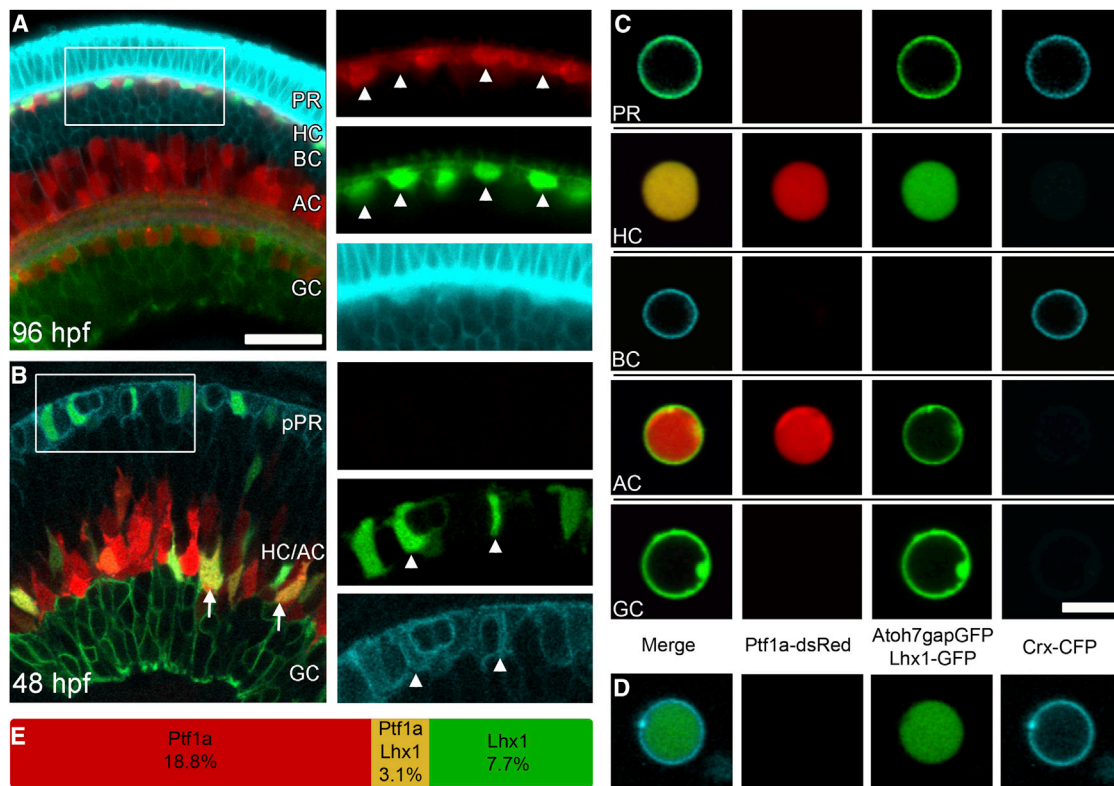 A
PR
HC
BC
AC
GC
96 hpf
B
pPR
HC/AC
GC
48 hpf
E
Ptf1a
18.8%
Ptf1a
Lhx1
3.1%
Lhx1
7.7%
C
PR
HC
BC
AC
GC
Merge
Ptf1a-dsRed
Atoh7gapGFP
Lhx1-GFP
Crx-CFP
D